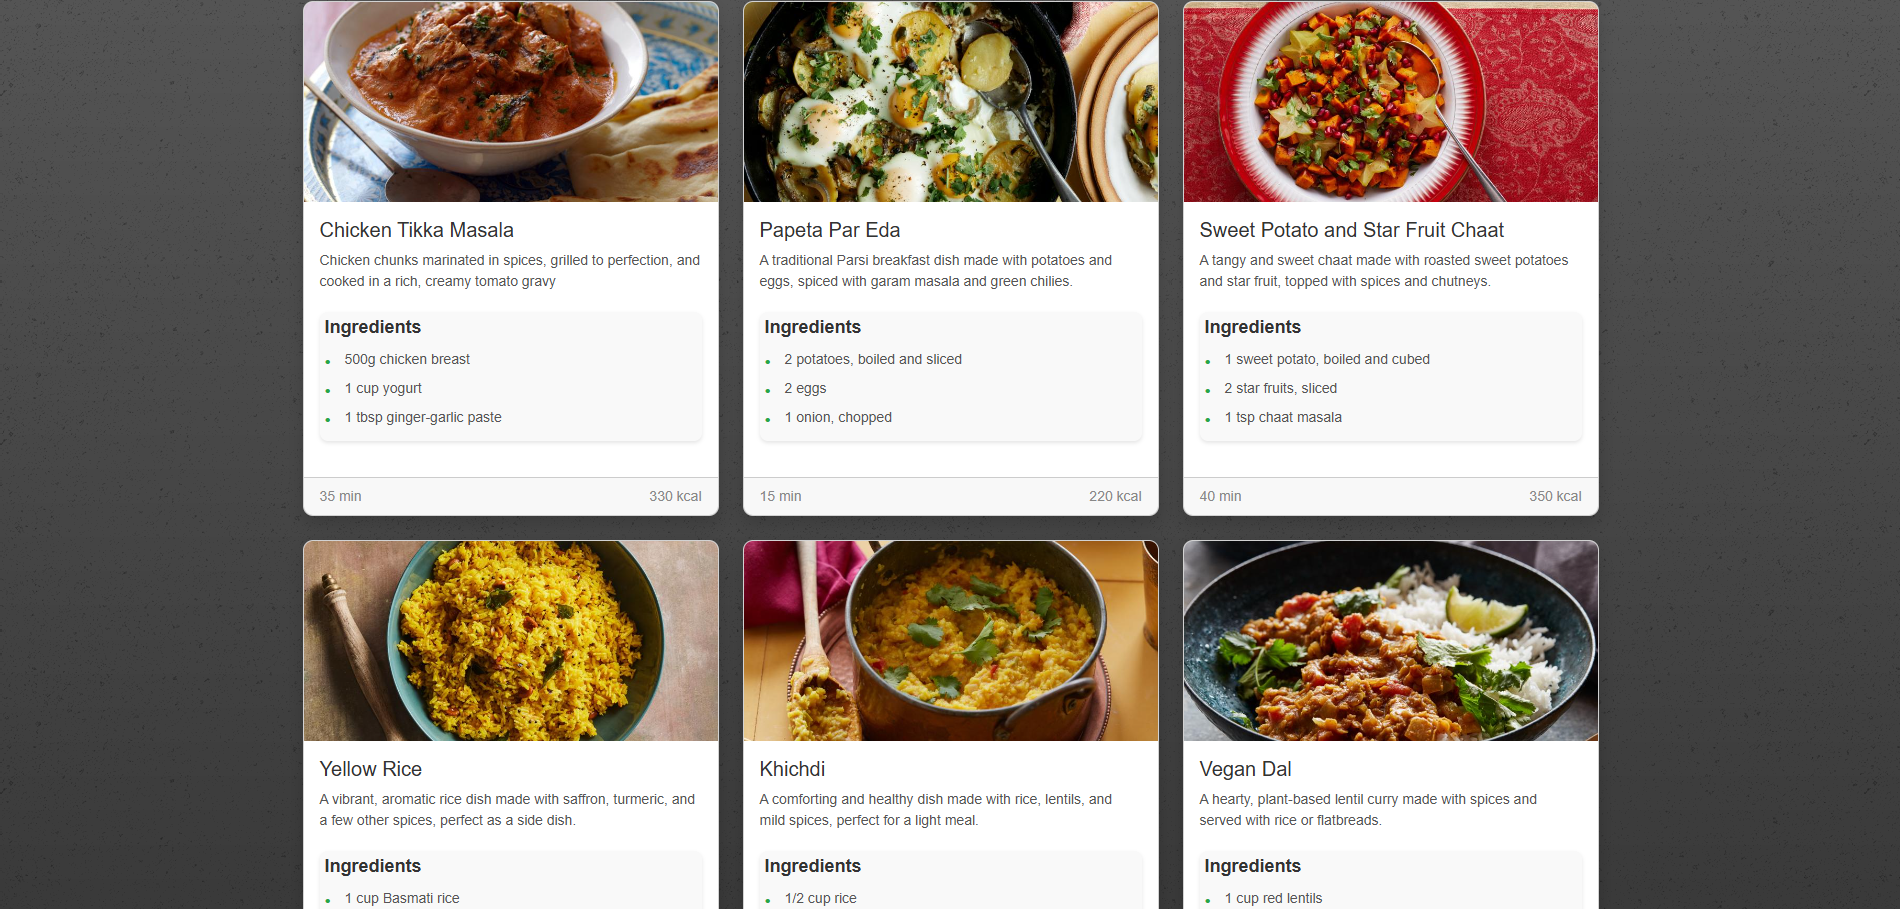 Chicken Tikka Masala
Chicken chunks marinated in spices, grilled to perfection, and
cooked in a rich, creamy tomato gravy
Ingredients
500g chicken breast
1 cup yogurt
1 tbsp ginger-garlic paste
35 min 330 kcal
Papeta Par Eda
A traditional Parsi breakfast dish made with potatoes and
eggs, spiced with garam masala and green chilies.
Ingredients
2 potatoes, boiled and sliced
2 eggs
1 onion, chopped
15 min 220 kcal
Sweet Potato and Star Fruit Chaat
A tangy and sweet chaat made with roasted sweet potatoes
and star fruit, topped with spices and chutneys.
Ingredients
1 sweet potato, boiled and cubed
2 star fruits, sliced
1 tsp chaat masala
40 min 350 kcal
Yellow Rice
A vibrant, aromatic rice dish made with saffron, turmeric, and
a few other spices, perfect as a side dish.
Ingredients
1 cup Basmati rice
Khichdi
A comforting and healthy dish made with rice, lentils, and
mild spices, perfect for a light meal.
Ingredients
1/2 cup rice
Vegan Dal
A hearty, plant-based lentil curry made with spices and
served with rice or flatbreads.
Ingredients
1 cup red lentils